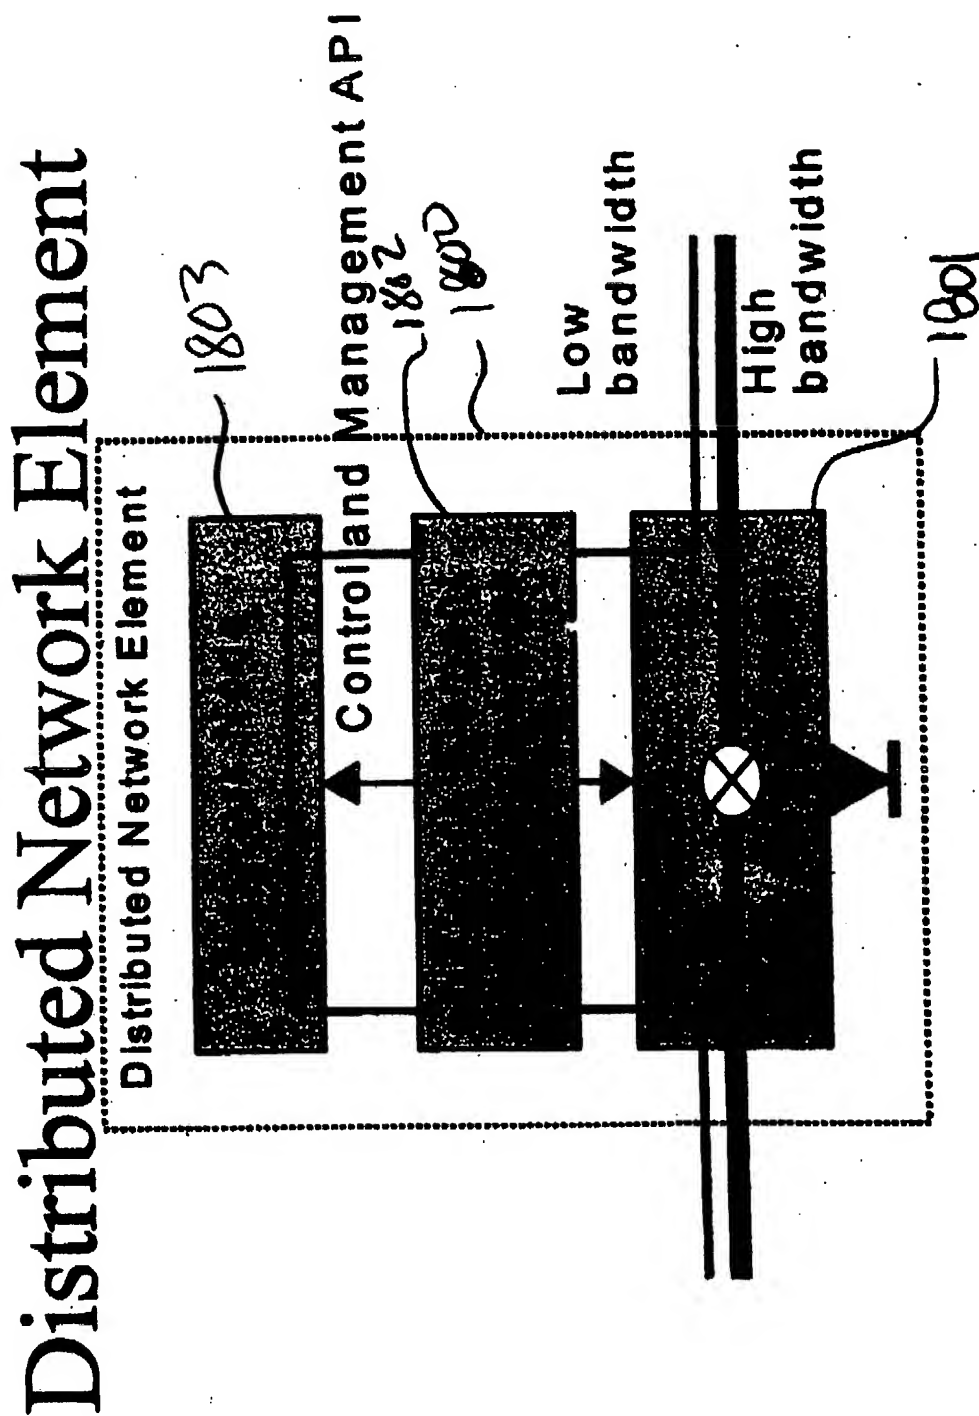 Distributed Network Element
Distributed Network Element
1803
Control and Management API
1802
1800
Low
bandwidth
High
bandwidth
1801